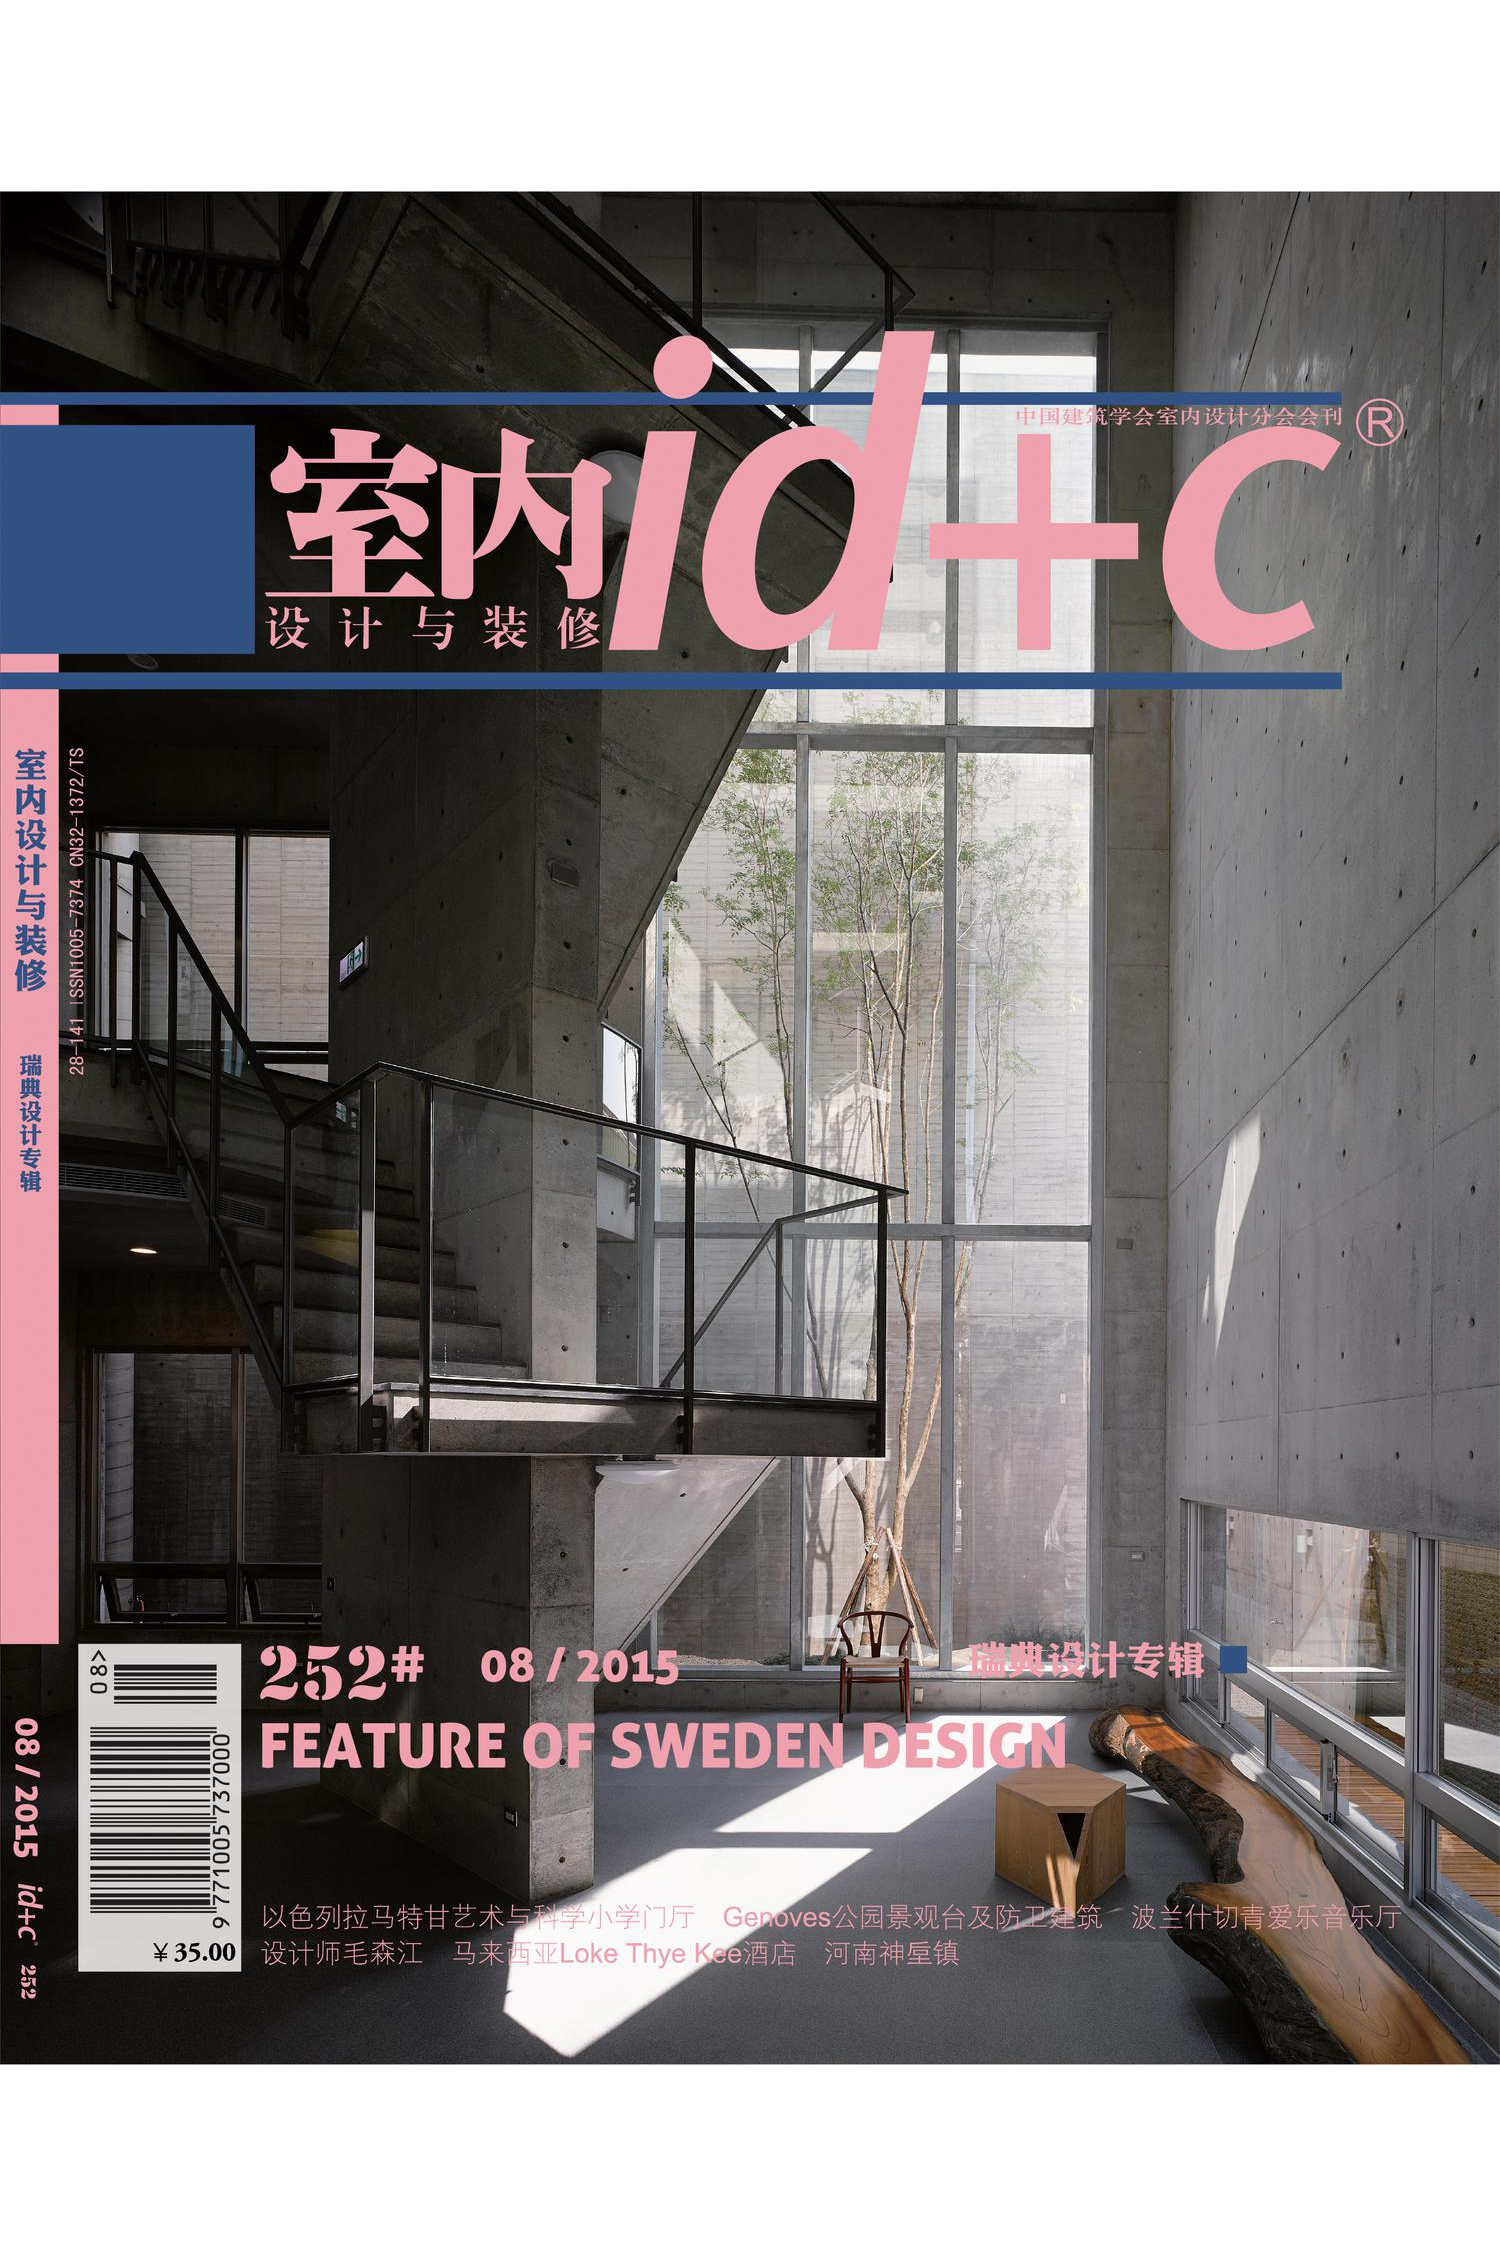 中国建筑学会室内设计分会会刊
室内id+c®
设计与装修
室内设计与装修
瑞典设计专辑
28-141 ISSN1005-7374 CN32-1372/TS
252# 08 / 2015
瑞典设计专辑
FEATURE OF SWEDEN DESIGN
以色列拉马特甘艺术与科学小学门厅 Genoves公园景观台及防卫建筑 波兰什切青爱乐音乐厅
设计师毛森江 马来西亚Loke Thye Kee酒店 河南神垕镇
08>
9 771005 737000
￥35.00
08 / 2015 id+c® 252